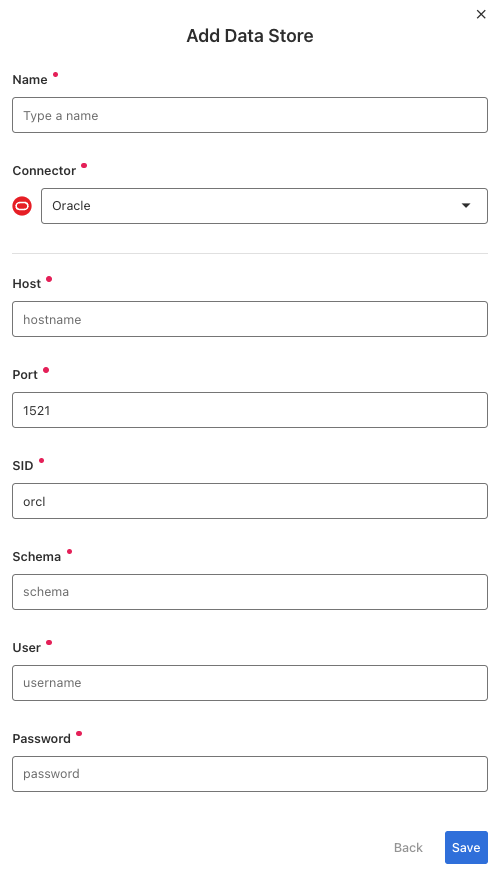 Add Data Store
Name
Type a name
Connector
Oracle
Host
hostname
Port
1521
SID
orcl
Schema
schema
User
username
Password
password
Back Save